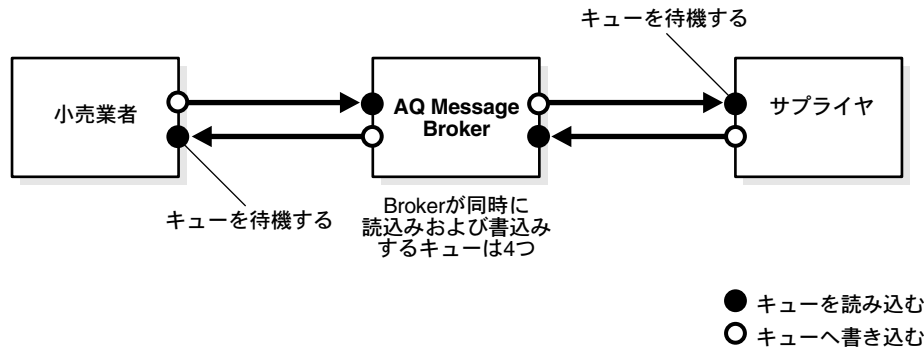 キューを待機する
小売業者
AQ Message
Broker
サプライヤ
キューを待機する
Brokerが同時に
読込みおよび書込み
するキューは4つ
キューを読み込む
キューへ書き込む